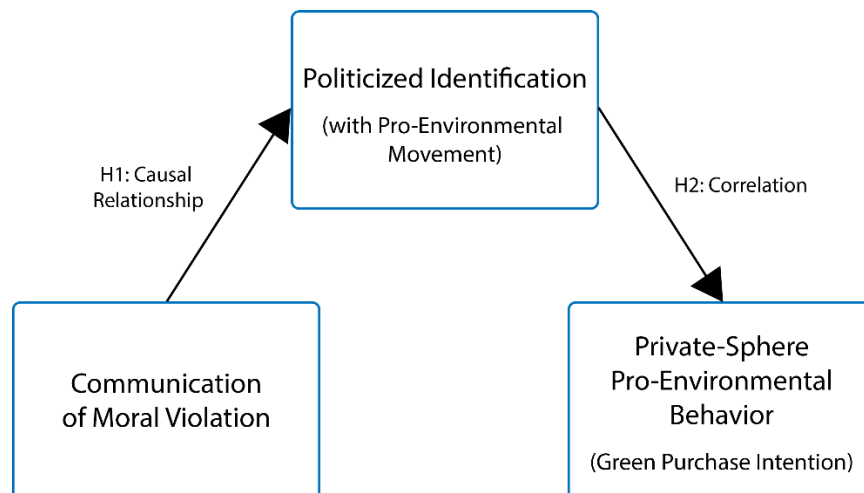 Politicized Identification
(with Pro-Environmental
Movement)
H1: Causal
Relationship
H2: Correlation
Communication
of Moral Violation
Private-Sphere
Pro-Environmental
Behavior
(Green Purchase Intention)